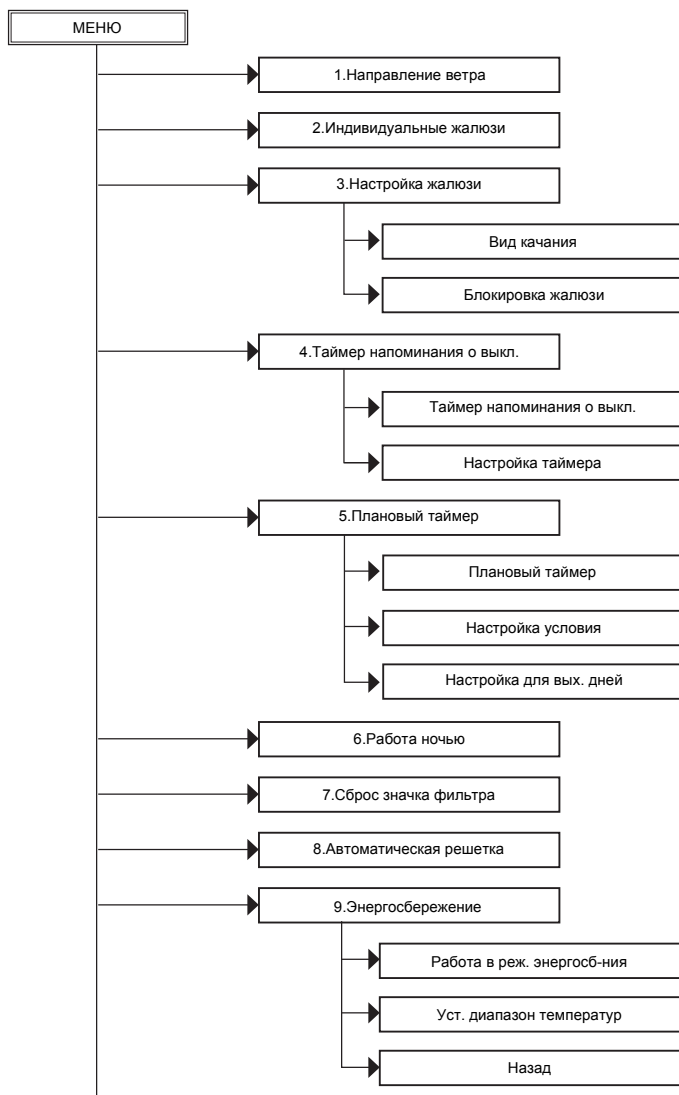 МЕНЮ
1.Направление ветра
2.Индивидуальные жалюзи
3.Настройка жалюзи
Вид качания
Блокировка жалюзи
4.Таймер напоминания о выкл.
Таймер напоминания о выкл.
Настройка таймера
5.Плановый таймер
Плановый таймер
Настройка условия
Настройка для вых. дней
6.Работа ночью
7.Сброс значка фильтра
8.Автоматическая решетка
9.Энергосбережение
Работа в реж. энергосб-ния
Уст. диапазон температур
Назад